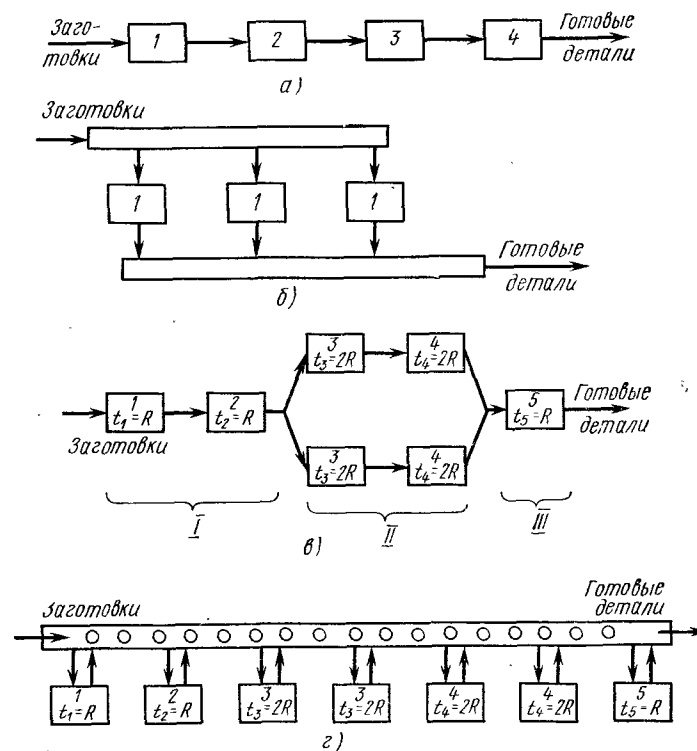 Заго-
товки
1
2
3
4
Готовые
детали
а)
Заготовки
1
1
1
Готовые
детали
б)
3
t₃=2R
4
t₄=2R
1
t₁=R
2
t₂=R
5
t₅=R
Заготовки
Готовые
детали
3
t₃=2R
4
t₄=2R
I
II
III
в)
Заготовки
Готовые
детали
1
t₁=R
2
t₂=R
3
t₃=2R
3
t₃=2R
4
t₄=2R
4
t₄=2R
5
t₅=R
г)